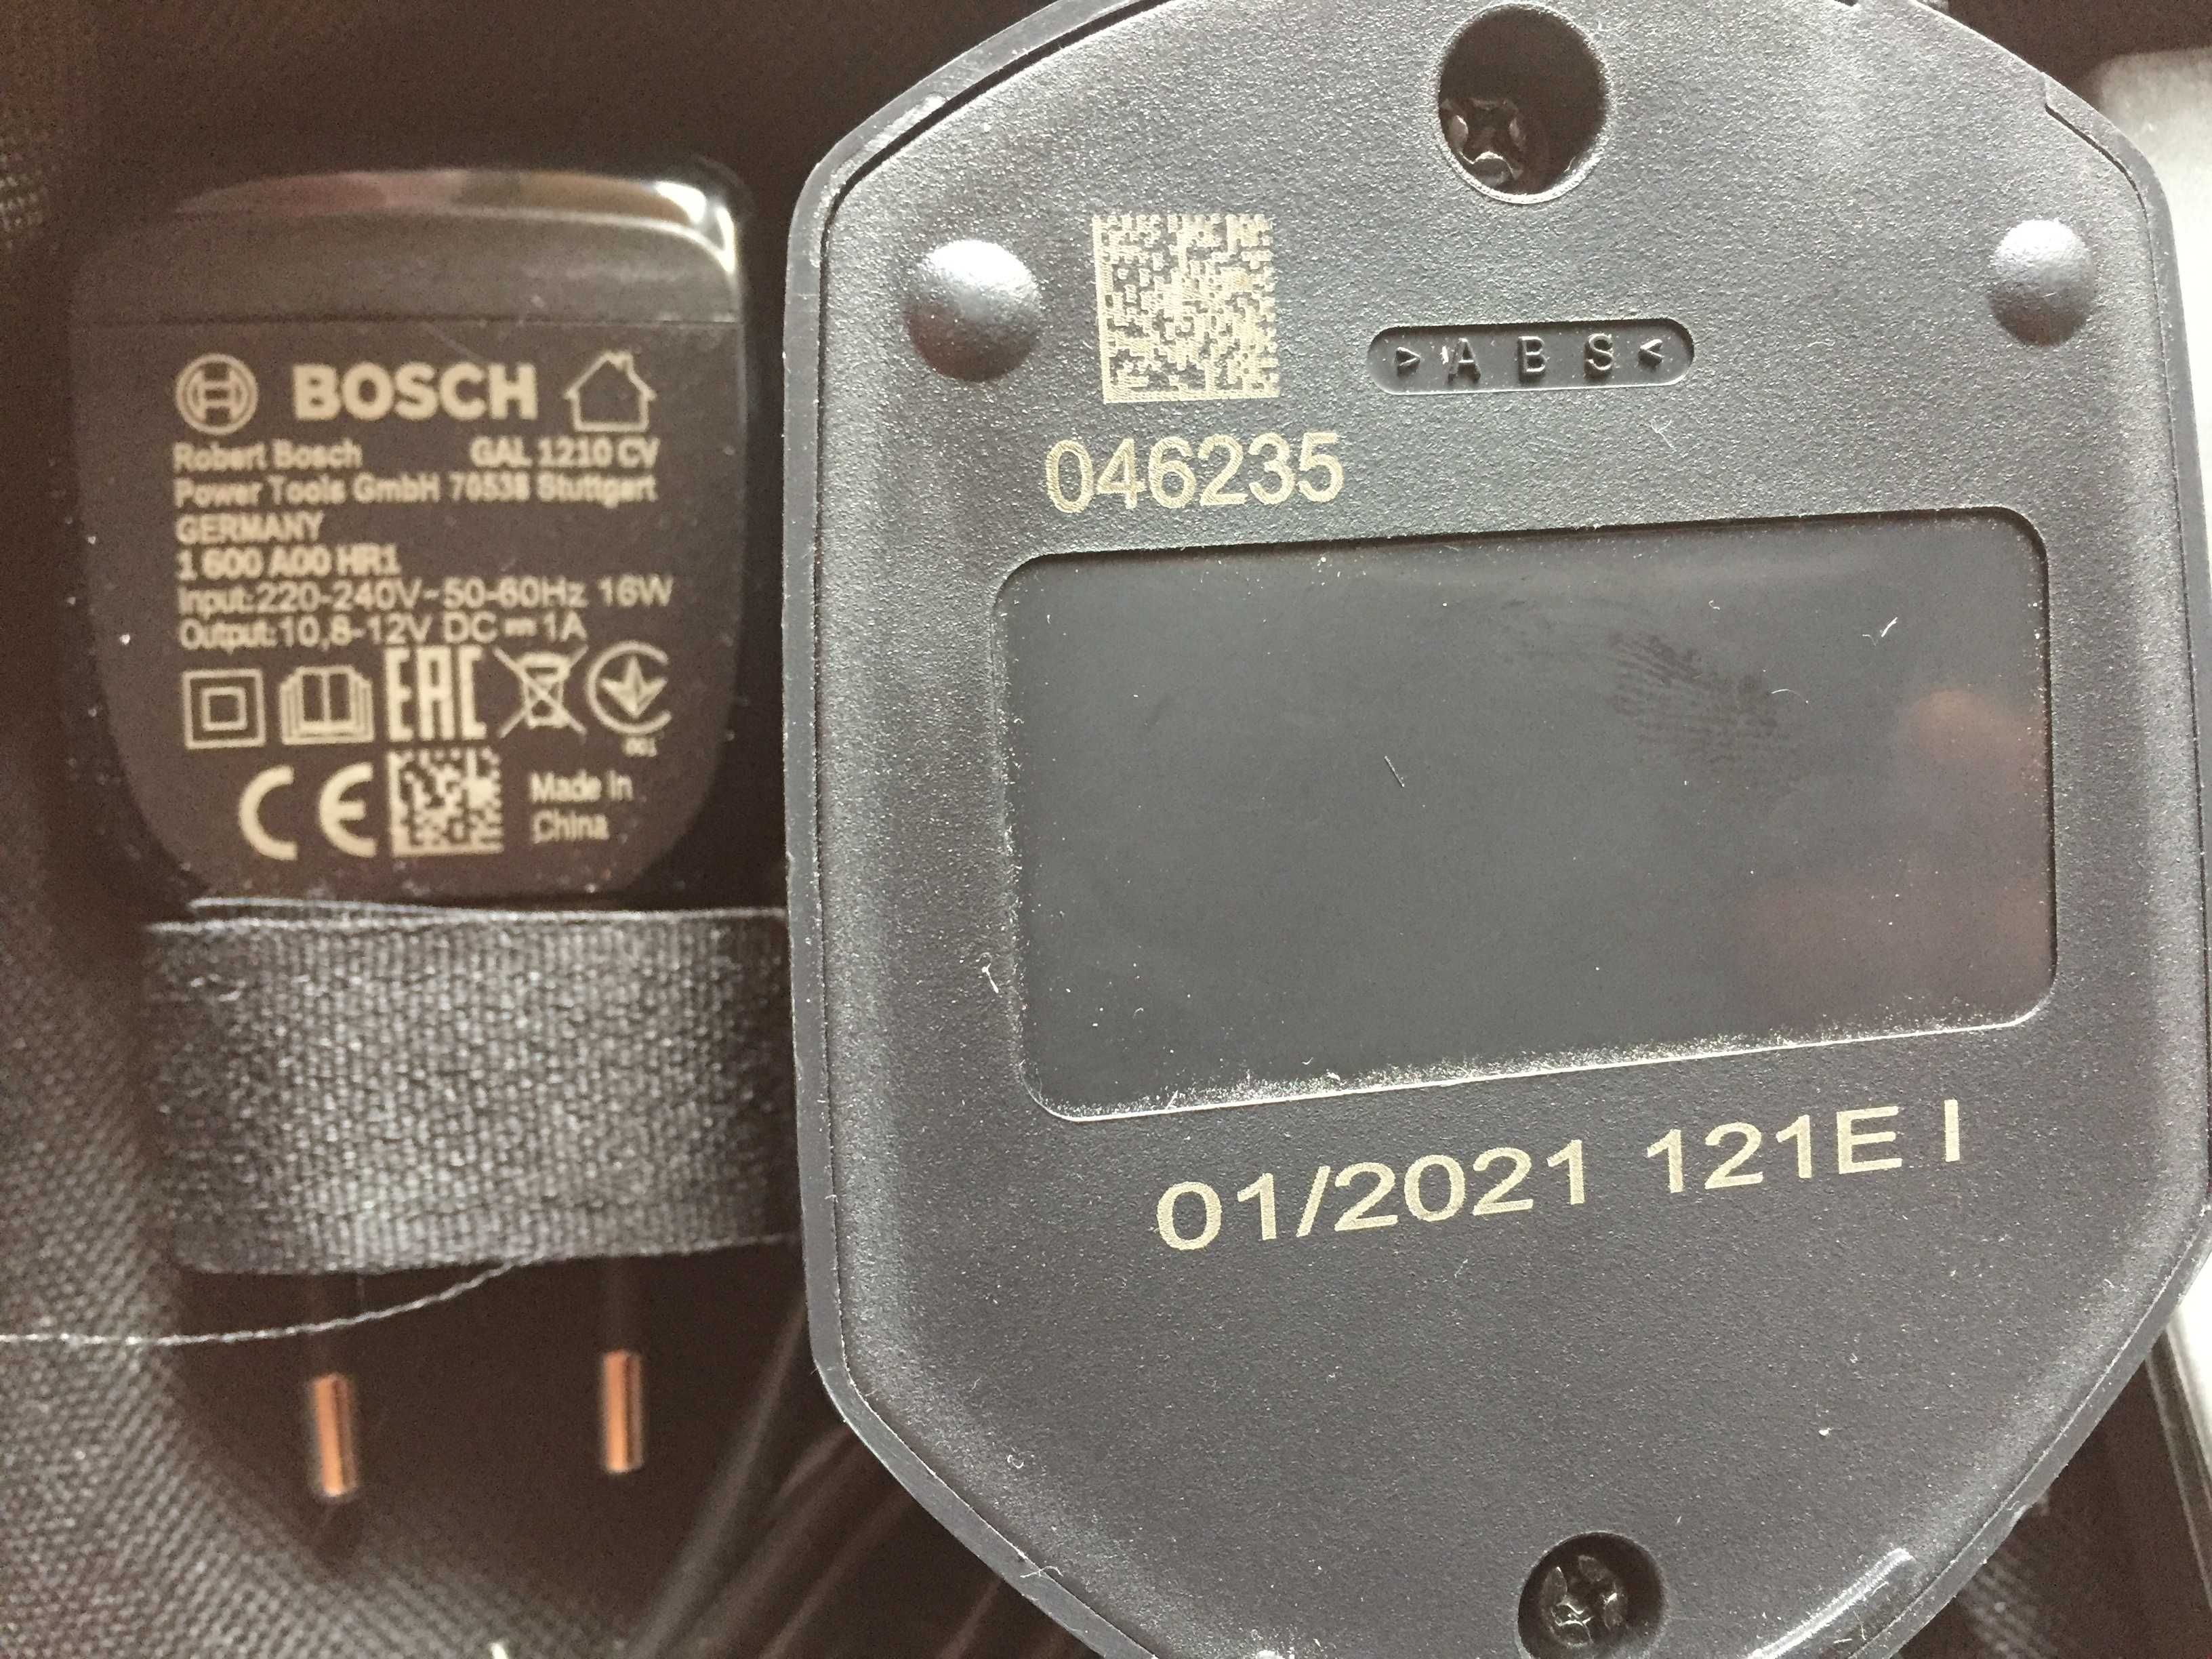 BOSCH
Robert Bosch GAL 1210 CV
Power Tools GmbH 70538 Stuttgart
GERMANY
1 600 A00 HR1
Input:220-240V~50-60Hz 16W
Output:10,8-12V DC ⎓ 1A
EAC
001
CE
Made in
China
>ABS<
046235
01/2021 121E I